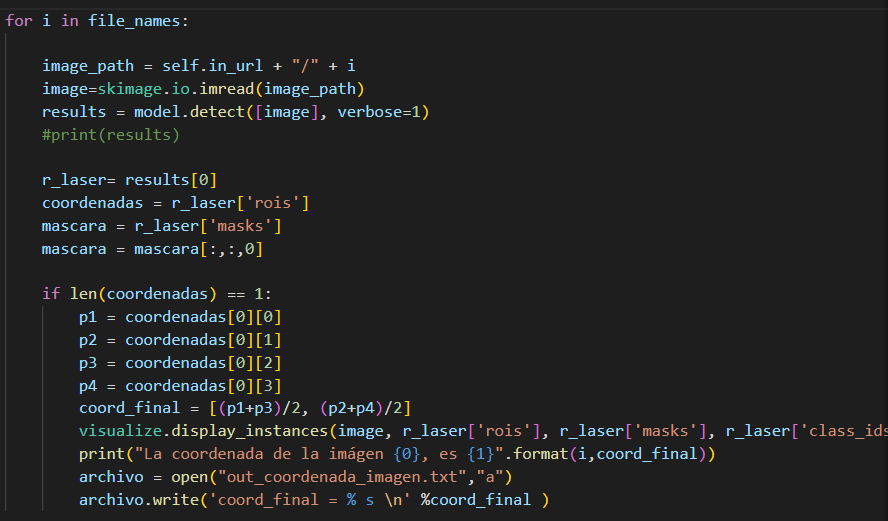 for i in file_names:
image_path = self.in_url + "/" + i
image=skimage.io.imread(image_path)
results = model.detect([image], verbose=1)
#print(results)
r_laser= results[0]
coordenadas = r_laser['rois']
mascara = r_laser['masks']
mascara = mascara[:,:,0]
if len(coordenadas) == 1:
p1 = coordenadas[0][0]
p2 = coordenadas[0][1]
p3 = coordenadas[0][2]
p4 = coordenadas[0][3]
coord_final = [(p1+p3)/2, (p2+p4)/2]
visualize.display_instances(image, r_laser['rois'], r_laser['masks'], r_laser['class_ids
print("La coordenada de la imágen {0}, es {1}".format(i,coord_final))
archivo = open("out_coordenada_imagen.txt","a")
archivo.write('coord_final = % s \n' %coord_final )